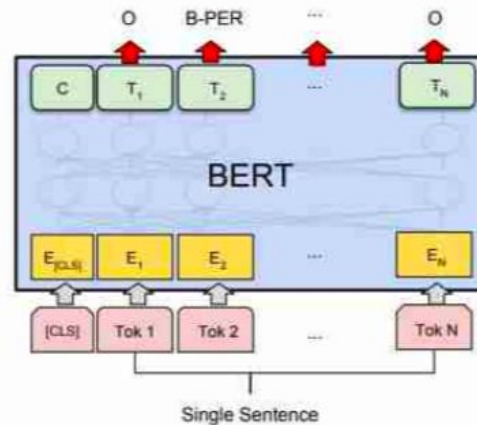 O B-PER ... O
C T1 T2 ... TN
BERT
E[CLS] E1 E2 ... EN
[CLS] Tok 1 Tok 2 ... Tok N
Single Sentence